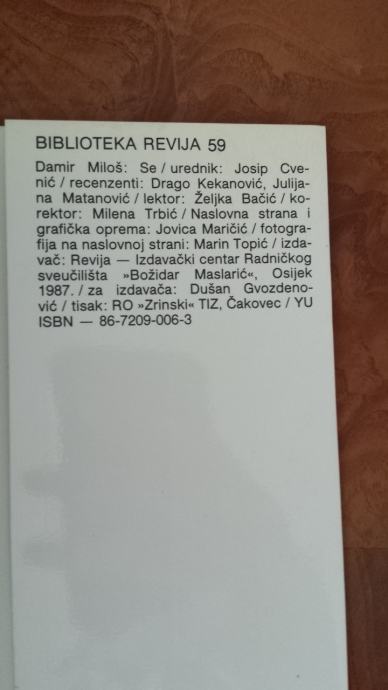 BIBLIOTEKA REVIJA 59
Damir Miloš: Se / urednik: Josip Cve-
nić / recenzenti: Drago Kekanović, Julija-
na Matanović / lektor: Željka Bačić / ko-
rektor: Milena Trbić / Naslovna strana i
grafička oprema: Jovica Maričić / fotogra-
fija na naslovnoj strani: Marin Topić / izda-
vač: Revija — Izdavački centar Radničkog
sveučilišta »Božidar Maslarić«, Osijek
1987. / za izdavača: Dušan Gvozdeno-
vić / tisak: RO »Zrinski« TIZ, Čakovec / YU
ISBN — 86-7209-006-3